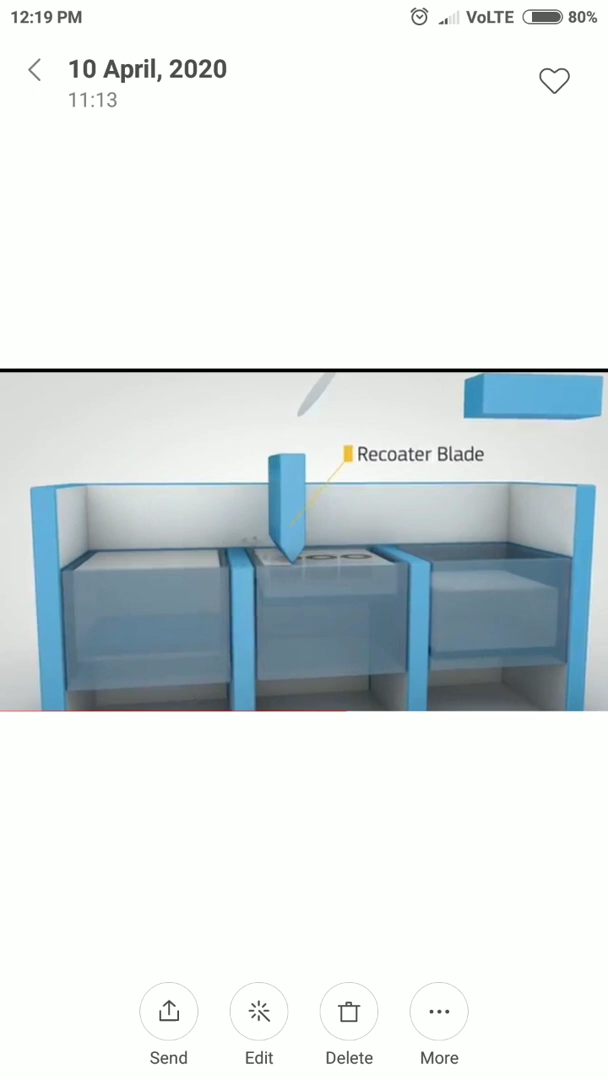 12:19 PM VoLTE 80%
10 April, 2020
11:13
Recoater Blade
Send Edit Delete More